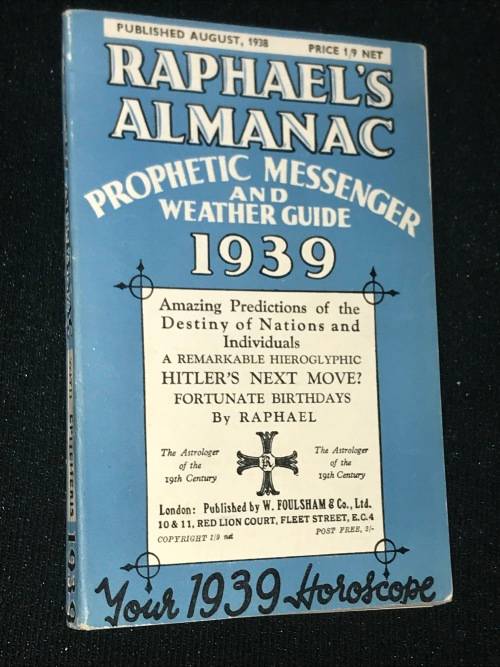 PUBLISHED AUGUST, 1938
PRICE 1/9 NET
RAPHAEL'S
ALMANAC
PROPHETIC MESSENGER
AND
WEATHER GUIDE
1939
Amazing Predictions of the
Destiny of Nations and
Individuals
A REMARKABLE HIEROGLYPHIC
HITLER'S NEXT MOVE?
FORTUNATE BIRTHDAYS
By RAPHAEL
The Astrologer
of the
19th Century
R
The Astrologer
of the
19th Century
London: Published by W. FOULSHAM & Co., Ltd.
10 & 11, RED LION COURT, FLEET STREET, E.C.4
COPYRIGHT 1/9 net
POST FREE, 2/-
Your 1939 Horoscope
WITH EPHEMERIS
1939